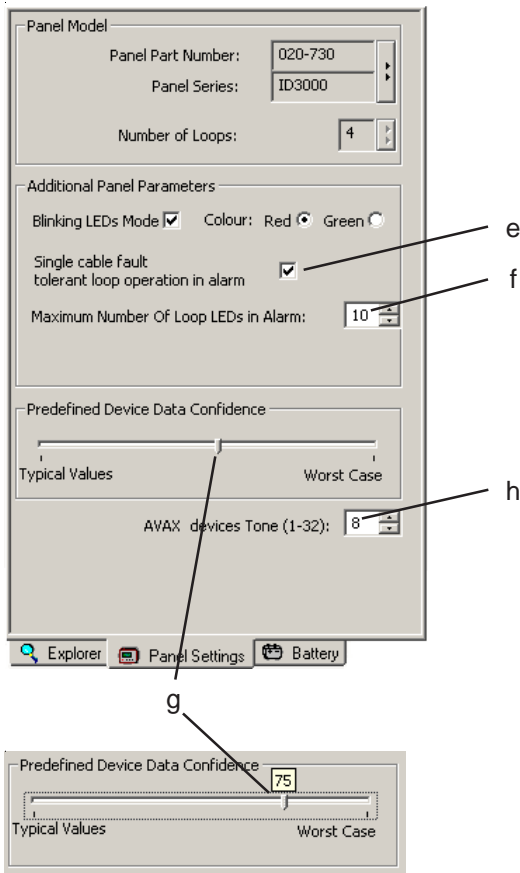 Panel Model
Panel Part Number: 020-730
Panel Series: ID3000
Number of Loops: 4
Additional Panel Parameters
Blinking LEDs Mode Colour: Red Green
e
Single cable fault
tolerant loop operation in alarm
f
Maximum Number Of Loop LEDs in Alarm: 10
Predefined Device Data Confidence
Typical Values Worst Case
h
AVAX devices Tone (1-32): 8
Explorer Panel Settings Battery
g
Predefined Device Data Confidence
75
Typical Values Worst Case